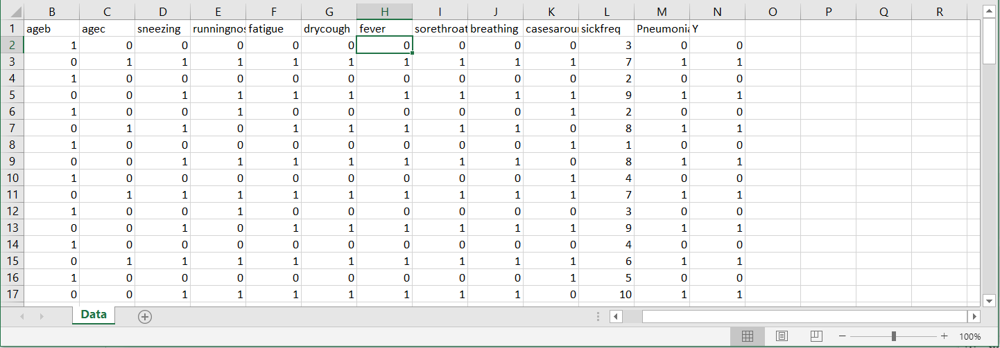 B C D E F G H I J K L M N O P Q R
1 ageb agec sneezing runningnos fatigue drycough fever sorethroat breathing casesarou sickfreq Pneumonia Y
2 1 0 0 0 0 0 0 0 0 0 3 0 0
3 0 1 1 1 1 1 1 1 1 1 7 1 1
4 1 0 0 0 0 0 0 0 0 0 2 0 0
5 0 0 1 1 1 1 1 1 1 1 9 1 1
6 1 0 0 1 0 0 0 0 0 1 2 0 0
7 0 1 1 0 1 1 1 1 1 0 8 1 1
8 1 0 0 0 0 0 0 0 0 1 1 0 0
9 0 0 1 1 1 1 1 1 1 0 8 1 1
10 1 0 0 0 0 0 0 0 0 1 4 0 0
11 0 1 1 1 1 1 1 1 1 1 7 1 1
12 1 0 0 1 0 0 0 0 0 0 3 0 0
13 0 0 1 0 1 1 1 1 1 1 9 1 1
14 1 0 0 0 0 0 0 0 0 0 4 0 0
15 0 1 1 1 1 1 1 1 1 1 6 1 1
16 1 0 0 0 0 0 0 0 0 1 5 0 0
17 0 0 1 1 1 1 1 1 1 0 10 1 1
Data
100%